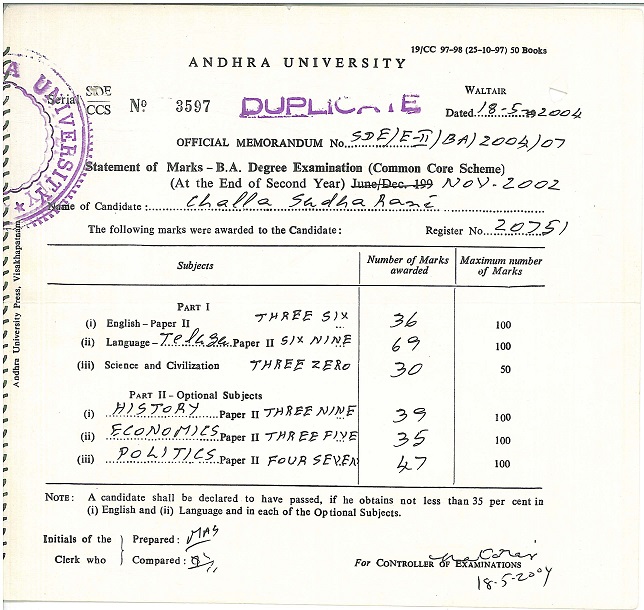 19/CC 97-98 (25-10-97) 50 Books
ANDHRA UNIVERSITY
Serial SDE/CCS No 3597 DUPLICATE WALTAIR
Dated 18-5-2004
OFFICIAL MEMORANDUM No. SDE/E-II/BA/2004/07
Statement of Marks – B.A. Degree Examination (Common Core Scheme)
(At the End of Second Year) June/Dec. 199 NOV-2002
Name of Candidate: Challa Sudha Rani
The following marks were awarded to the Candidate: Register No. 20751
Subjects Number of Marks awarded Maximum number of Marks
PART I
(i) English – Paper II THREE SIX 36 100
(ii) Language – Telugu Paper II SIX NINE 69 100
(iii) Science and Civilization THREE ZERO 30 50
PART II – Optional Subjects
(i) HISTORY Paper II THREE NINE 39 100
(ii) ECONOMICS Paper II THREE FIVE 35 100
(iii) POLITICS Paper II FOUR SEVEN 47 100
NOTE: A candidate shall be declared to have passed, if he obtains not less than 35 per cent in
(i) English and (ii) Language and in each of the Optional Subjects.
Initials of the Clerk who
Prepared: MAS
Compared:
For CONTROLLER OF EXAMINATIONS
18-5-2004
Andhra University Press, Visakhapatnam
UNIVERSITY